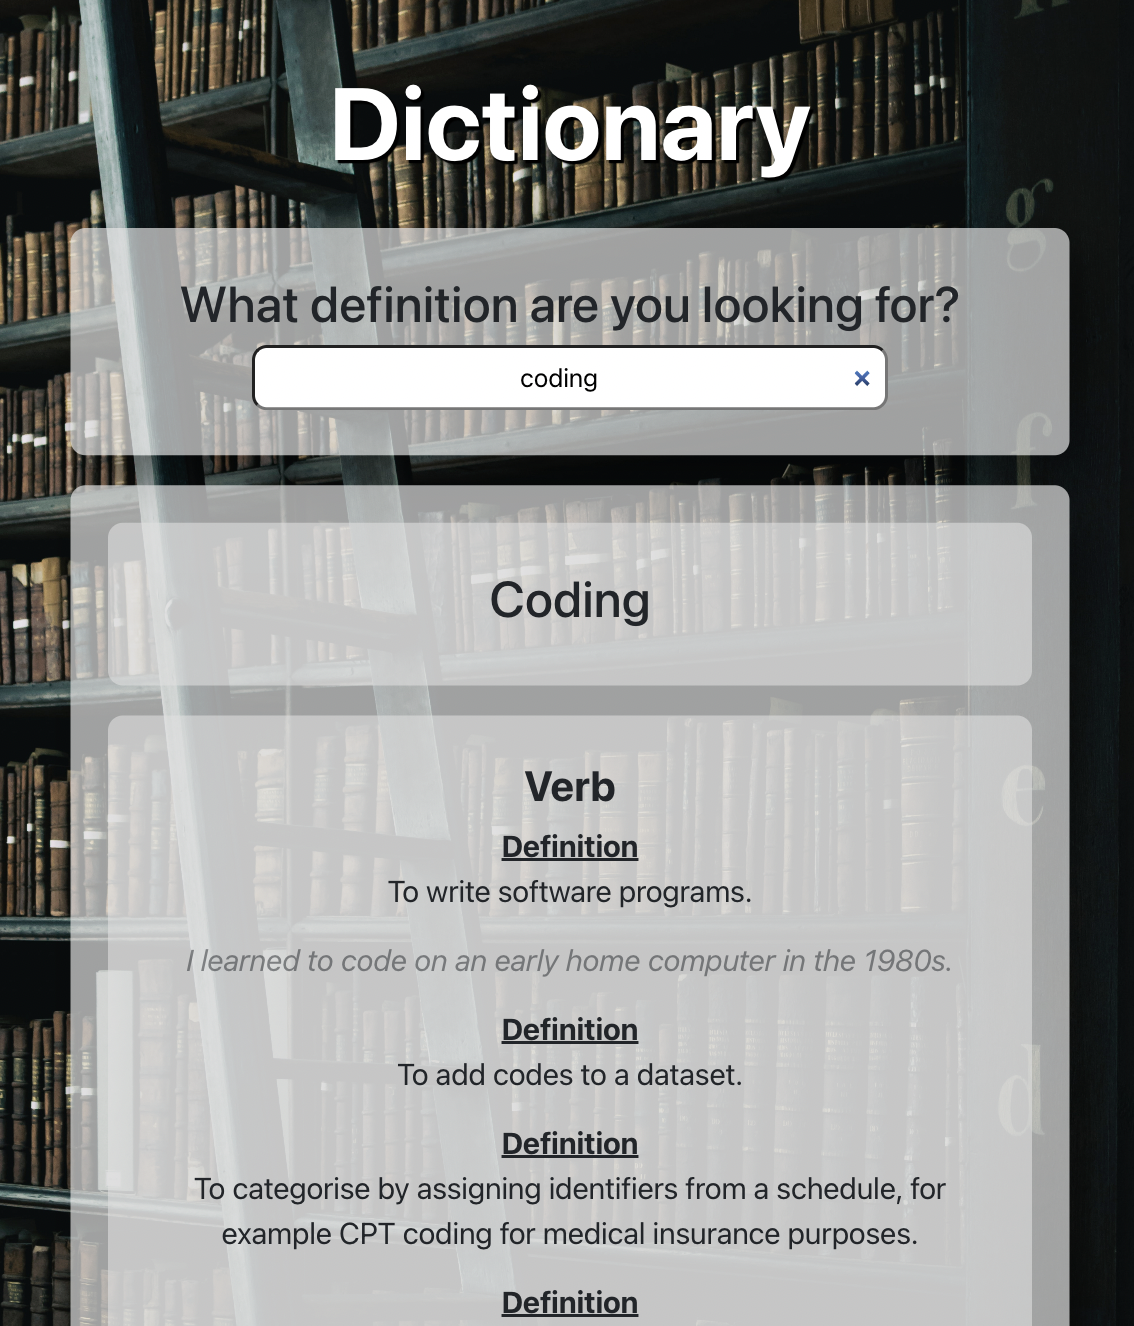 Dictionary
What definition are you looking for?
coding
Coding
Verb
Definition
To write software programs.
I learned to code on an early home computer in the 1980s.
Definition
To add codes to a dataset.
Definition
To categorise by assigning identifiers from a schedule, for
example CPT coding for medical insurance purposes.
Definition
g
f
e
d